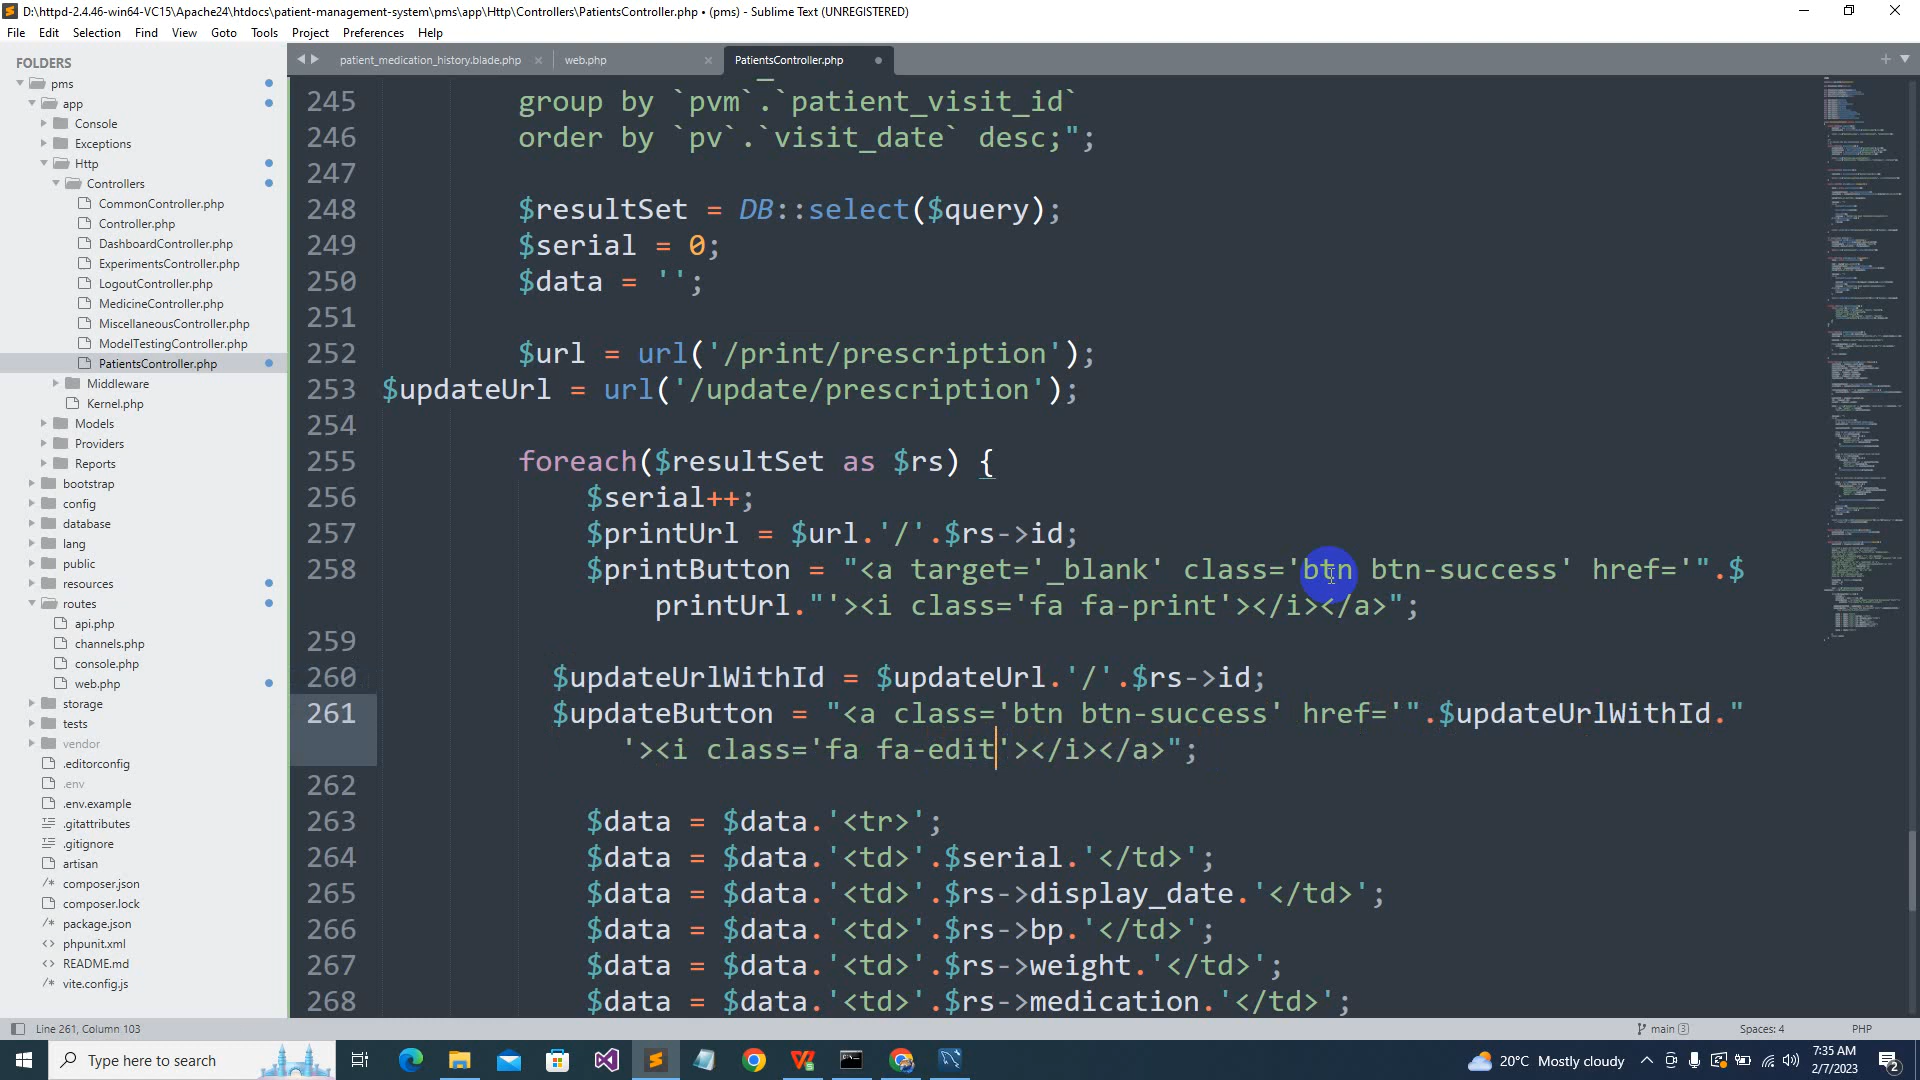 D:\httpd-2.4.46-win64-VC15\Apache24\htdocs\patient-management-system\pms\app\Http\Controllers\PatientsController.php • (pms) - Sublime Text (UNREGISTERED)
File Edit Selection Find View Goto Tools Project Preferences Help
FOLDERS
pms
app
Console
Exceptions
Http
Controllers
CommonController.php
Controller.php
DashboardController.php
ExperimentsController.php
LogoutController.php
MedicineController.php
MiscellaneousController.php
ModelTestingController.php
PatientsController.php
Middleware
Kernel.php
Models
Providers
Reports
bootstrap
config
database
lang
public
resources
routes
api.php
channels.php
console.php
web.php
storage
tests
vendor
.editorconfig
.env
.env.example
.gitattributes
.gitignore
artisan
composer.json
composer.lock
package.json
phpunit.xml
README.md
vite.config.js
patient_medication_history.blade.php web.php PatientsController.php
245 group by `pvm`.`patient_visit_id`
246 order by `pv`.`visit_date` desc;";
247
248 $resultSet = DB::select($query);
249 $serial = 0;
250 $data = '';
251
252 $url = url('/print/prescription');
253 $updateUrl = url('/update/prescription');
254
255 foreach($resultSet as $rs) {
256 $serial++;
257 $printUrl = $url.'/'.$rs->id;
258 $printButton = "<a target='_blank' class='btn btn-success' href='".$
printUrl."'><i class='fa fa-print'></i></a>";
259
260 $updateUrlWithId = $updateUrl.'/'.$rs->id;
261 $updateButton = "<a class='btn btn-success' href='".$updateUrlWithId."
'><i class='fa fa-edit'></i></a>";
262
263 $data = $data.'<tr>';
264 $data = $data.'<td>'.$serial.'</td>';
265 $data = $data.'<td>'.$rs->display_date.'</td>';
266 $data = $data.'<td>'.$rs->bp.'</td>';
267 $data = $data.'<td>'.$rs->weight.'</td>';
268 $data = $data.'<td>'.$rs->medication.'</td>';
Line 261, Column 103 main 3 Spaces: 4 PHP
Type here to search 20°C Mostly cloudy 7:35 AM
2/7/2023 2